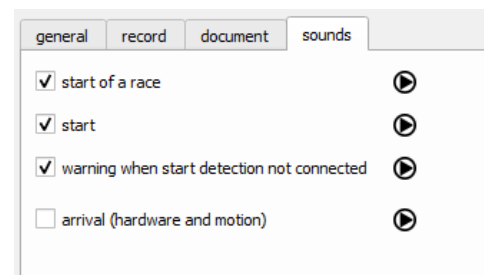 general record document sounds
start of a race
start
warning when start detection not connected
arrival (hardware and motion)